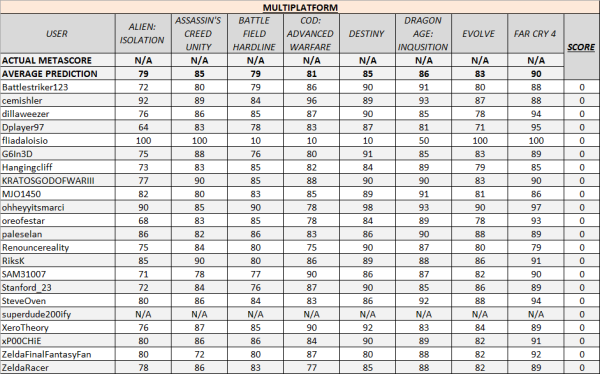 MULTIPLATFORM
USER ALIEN: ISOLATION ASSASSIN'S CREED UNITY BATTLE FIELD HARDLINE COD: ADVANCED WARFARE DESTINY DRAGON AGE: INQUSITION EVOLVE FAR CRY 4 SCORE
ACTUAL METASCORE N/A N/A N/A N/A N/A N/A N/A N/A
AVERAGE PREDICTION 79 85 79 81 85 86 83 90
Battlestriker123 72 80 79 86 90 91 80 88 0
cemishler 92 89 84 96 89 93 87 88 0
dillaweezer 76 86 85 87 90 85 78 94 0
Dplayer97 64 83 78 83 87 81 71 95 0
fliadaloisio 100 100 10 10 10 50 100 100 0
G6In3D 75 88 76 80 91 85 83 89 0
Hangingcliff 73 83 85 82 84 89 79 85 0
KRATOSGODOFWARIII 77 90 85 88 90 90 83 90 0
MJO1450 82 80 83 85 89 91 81 86 0
ohheyyitsmarci 90 85 90 78 98 93 90 97 0
oreofestar 68 83 85 78 84 89 78 93 0
paleselan 86 82 86 83 86 90 88 89 0
Renouncereality 75 84 80 75 90 87 80 79 0
RiksK 85 90 80 86 89 88 86 91 0
SAM31007 71 78 77 90 86 87 82 90 0
Stanford_23 72 84 76 87 90 85 86 89 0
SteveOven 80 86 84 83 86 92 88 94 0
superdude200ify N/A N/A N/A N/A N/A N/A N/A N/A 0
XeroTheory 76 87 85 90 92 83 84 89 0
xP00CHiE 80 86 86 84 90 89 82 91 0
ZeldaFinalFantasyFan 80 72 80 87 80 88 82 92 0
ZeldaRacer 78 86 83 77 85 88 82 89 0